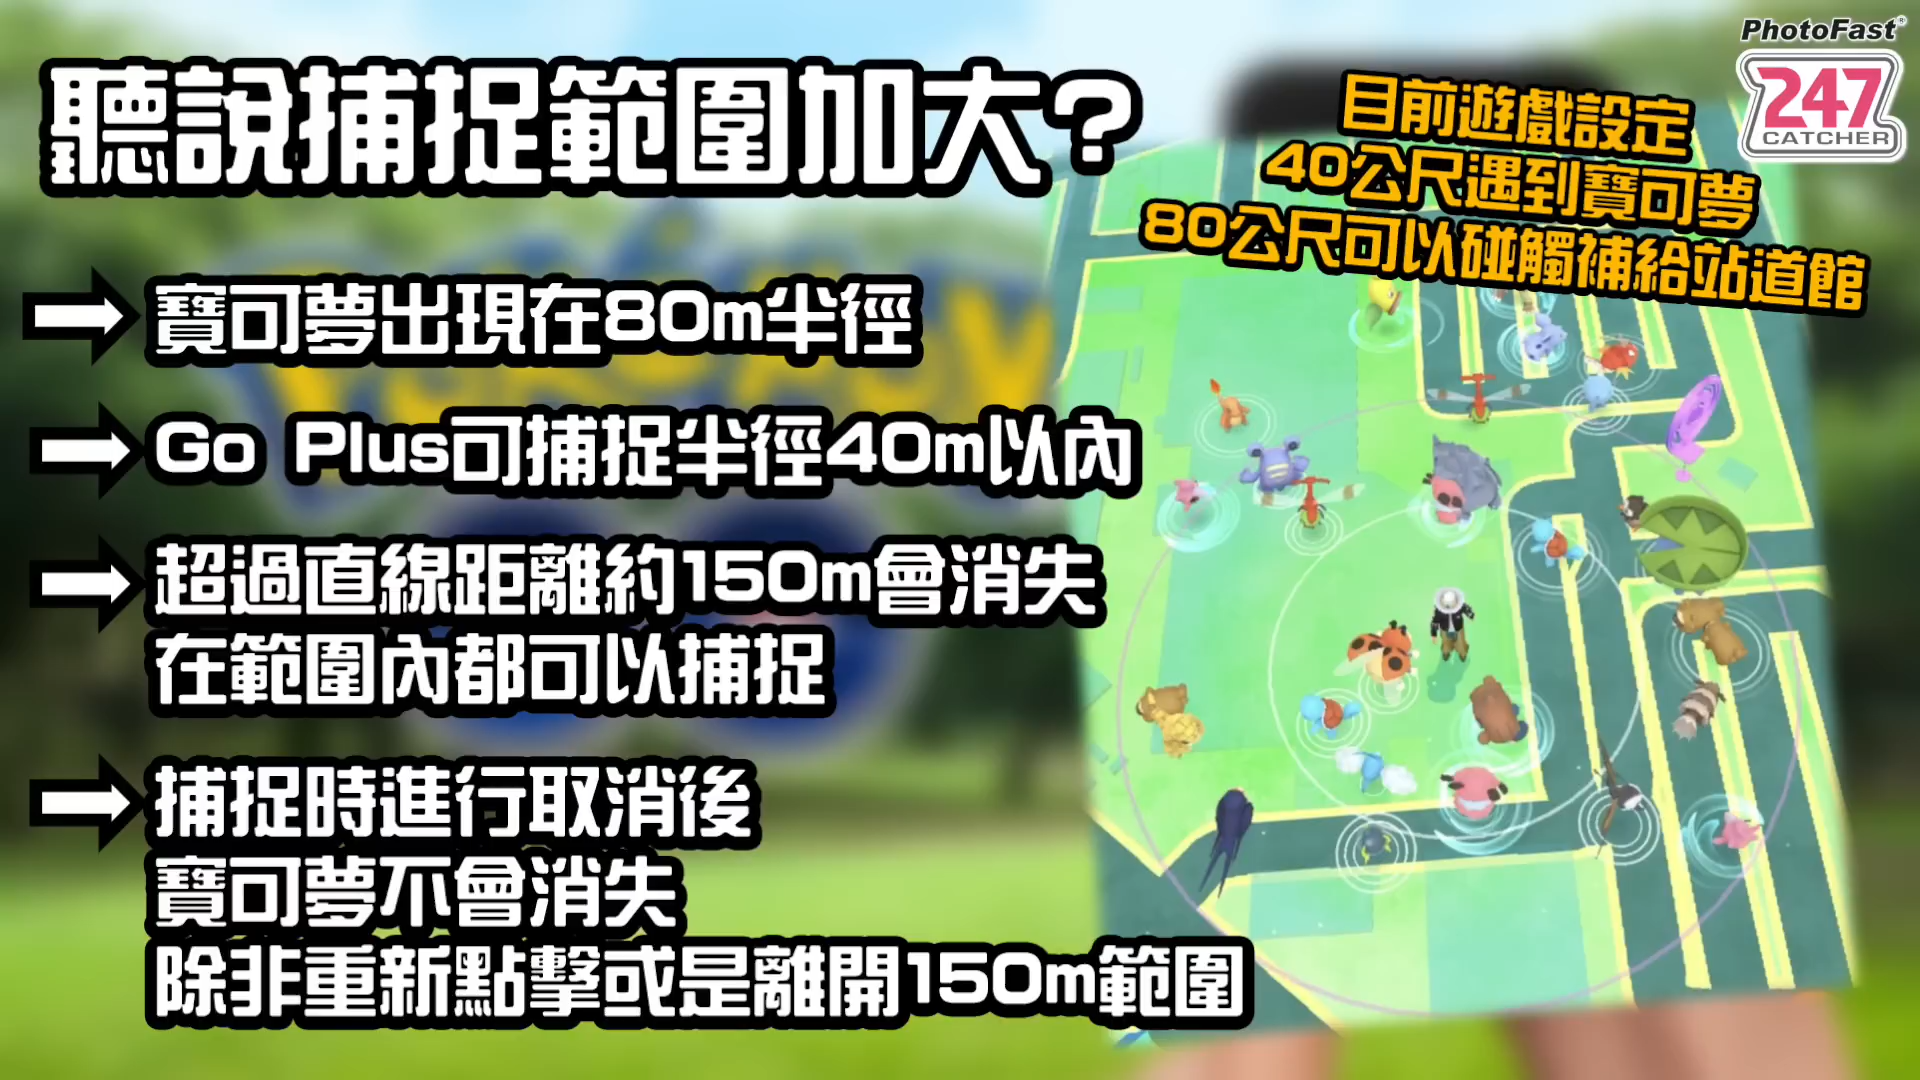 聽說捕捉範圍加大?
PhotoFast®
247
CATCHER
目前遊戲設定
40公尺遇到寶可夢
80公尺可以碰觸補給站道館
寶可夢出現在80m半徑
Go Plus可捕捉半徑40m以內
超過直線距離約150m會消失
在範圍內都可以捕捉
捕捉時進行取消後
寶可夢不會消失
除非重新點擊或是離開150m範圍